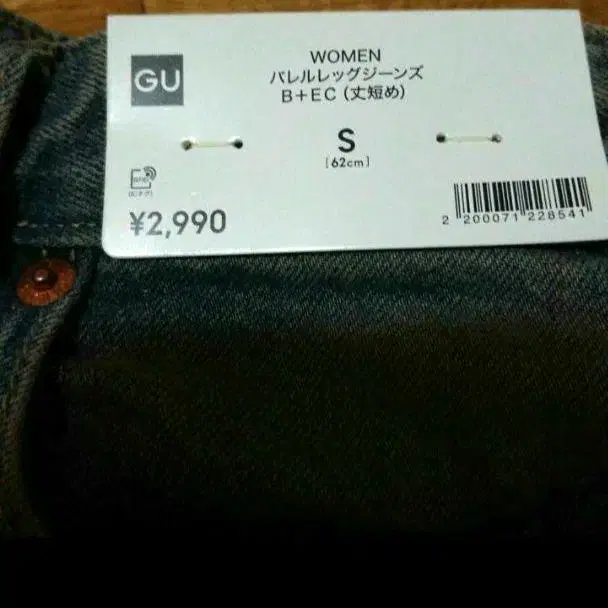 GU
WOMEN
バレルレッグジーンズ
B+EC (丈短め)
S
[62cm]
¥2,990
2 200071 228541